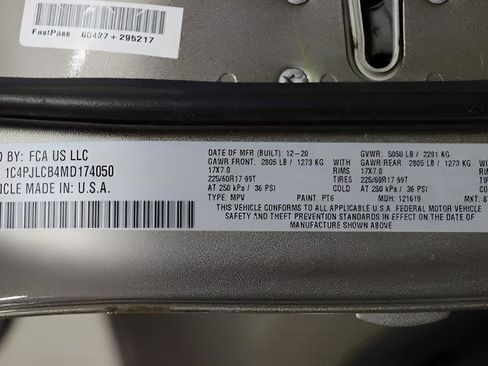 FastPass 60427+295217
D BY: FCA US LLC
1C4PJLCB4MD174050
ICLE MADE IN: U.S.A.
DATE OF MFR (BUILT) 12-20 GVWR: 5050 LB / 2291 KG
GAWR FRONT: 2805 LB / 1273 KG GAWR REAR: 2805 LB / 1273 KG
17X7.0 RIMS 17X7.0
225/60R17 99T TIRES 225/60R17 99T
AT 250 kPa / 36 PSI COLD AT 250 kPa / 36 PSI
TYPE: MPV PAINT: PT6 MDH: 121619 MKT:
THIS VEHICLE CONFORMS TO ALL APPLICABLE U.S.A. FEDERAL MOTOR VEHICLE
SAFETY AND THEFT PREVENTION STANDARDS IN EFFECT ON THE DATE OF
MANUFACTURE SHOWN ABOVE